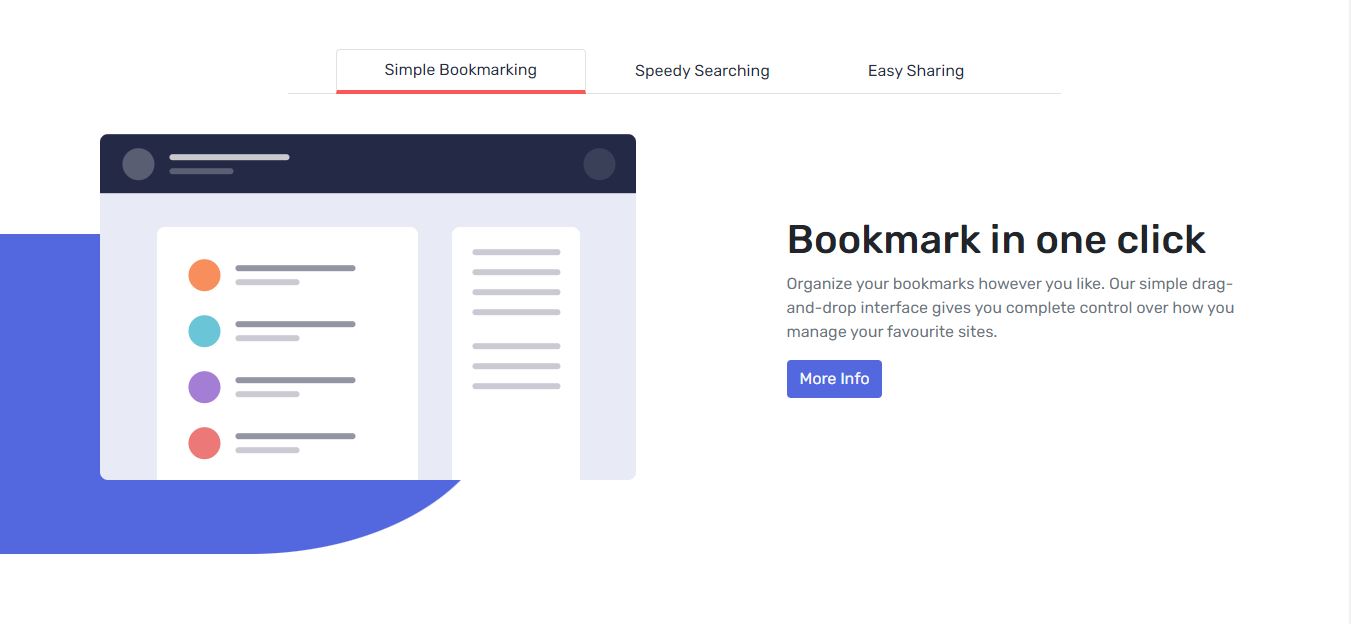 Simple Bookmarking
Speedy Searching
Easy Sharing
Bookmark in one click
Organize your bookmarks however you like. Our simple drag-
and-drop interface gives you complete control over how you
manage your favourite sites.
More Info